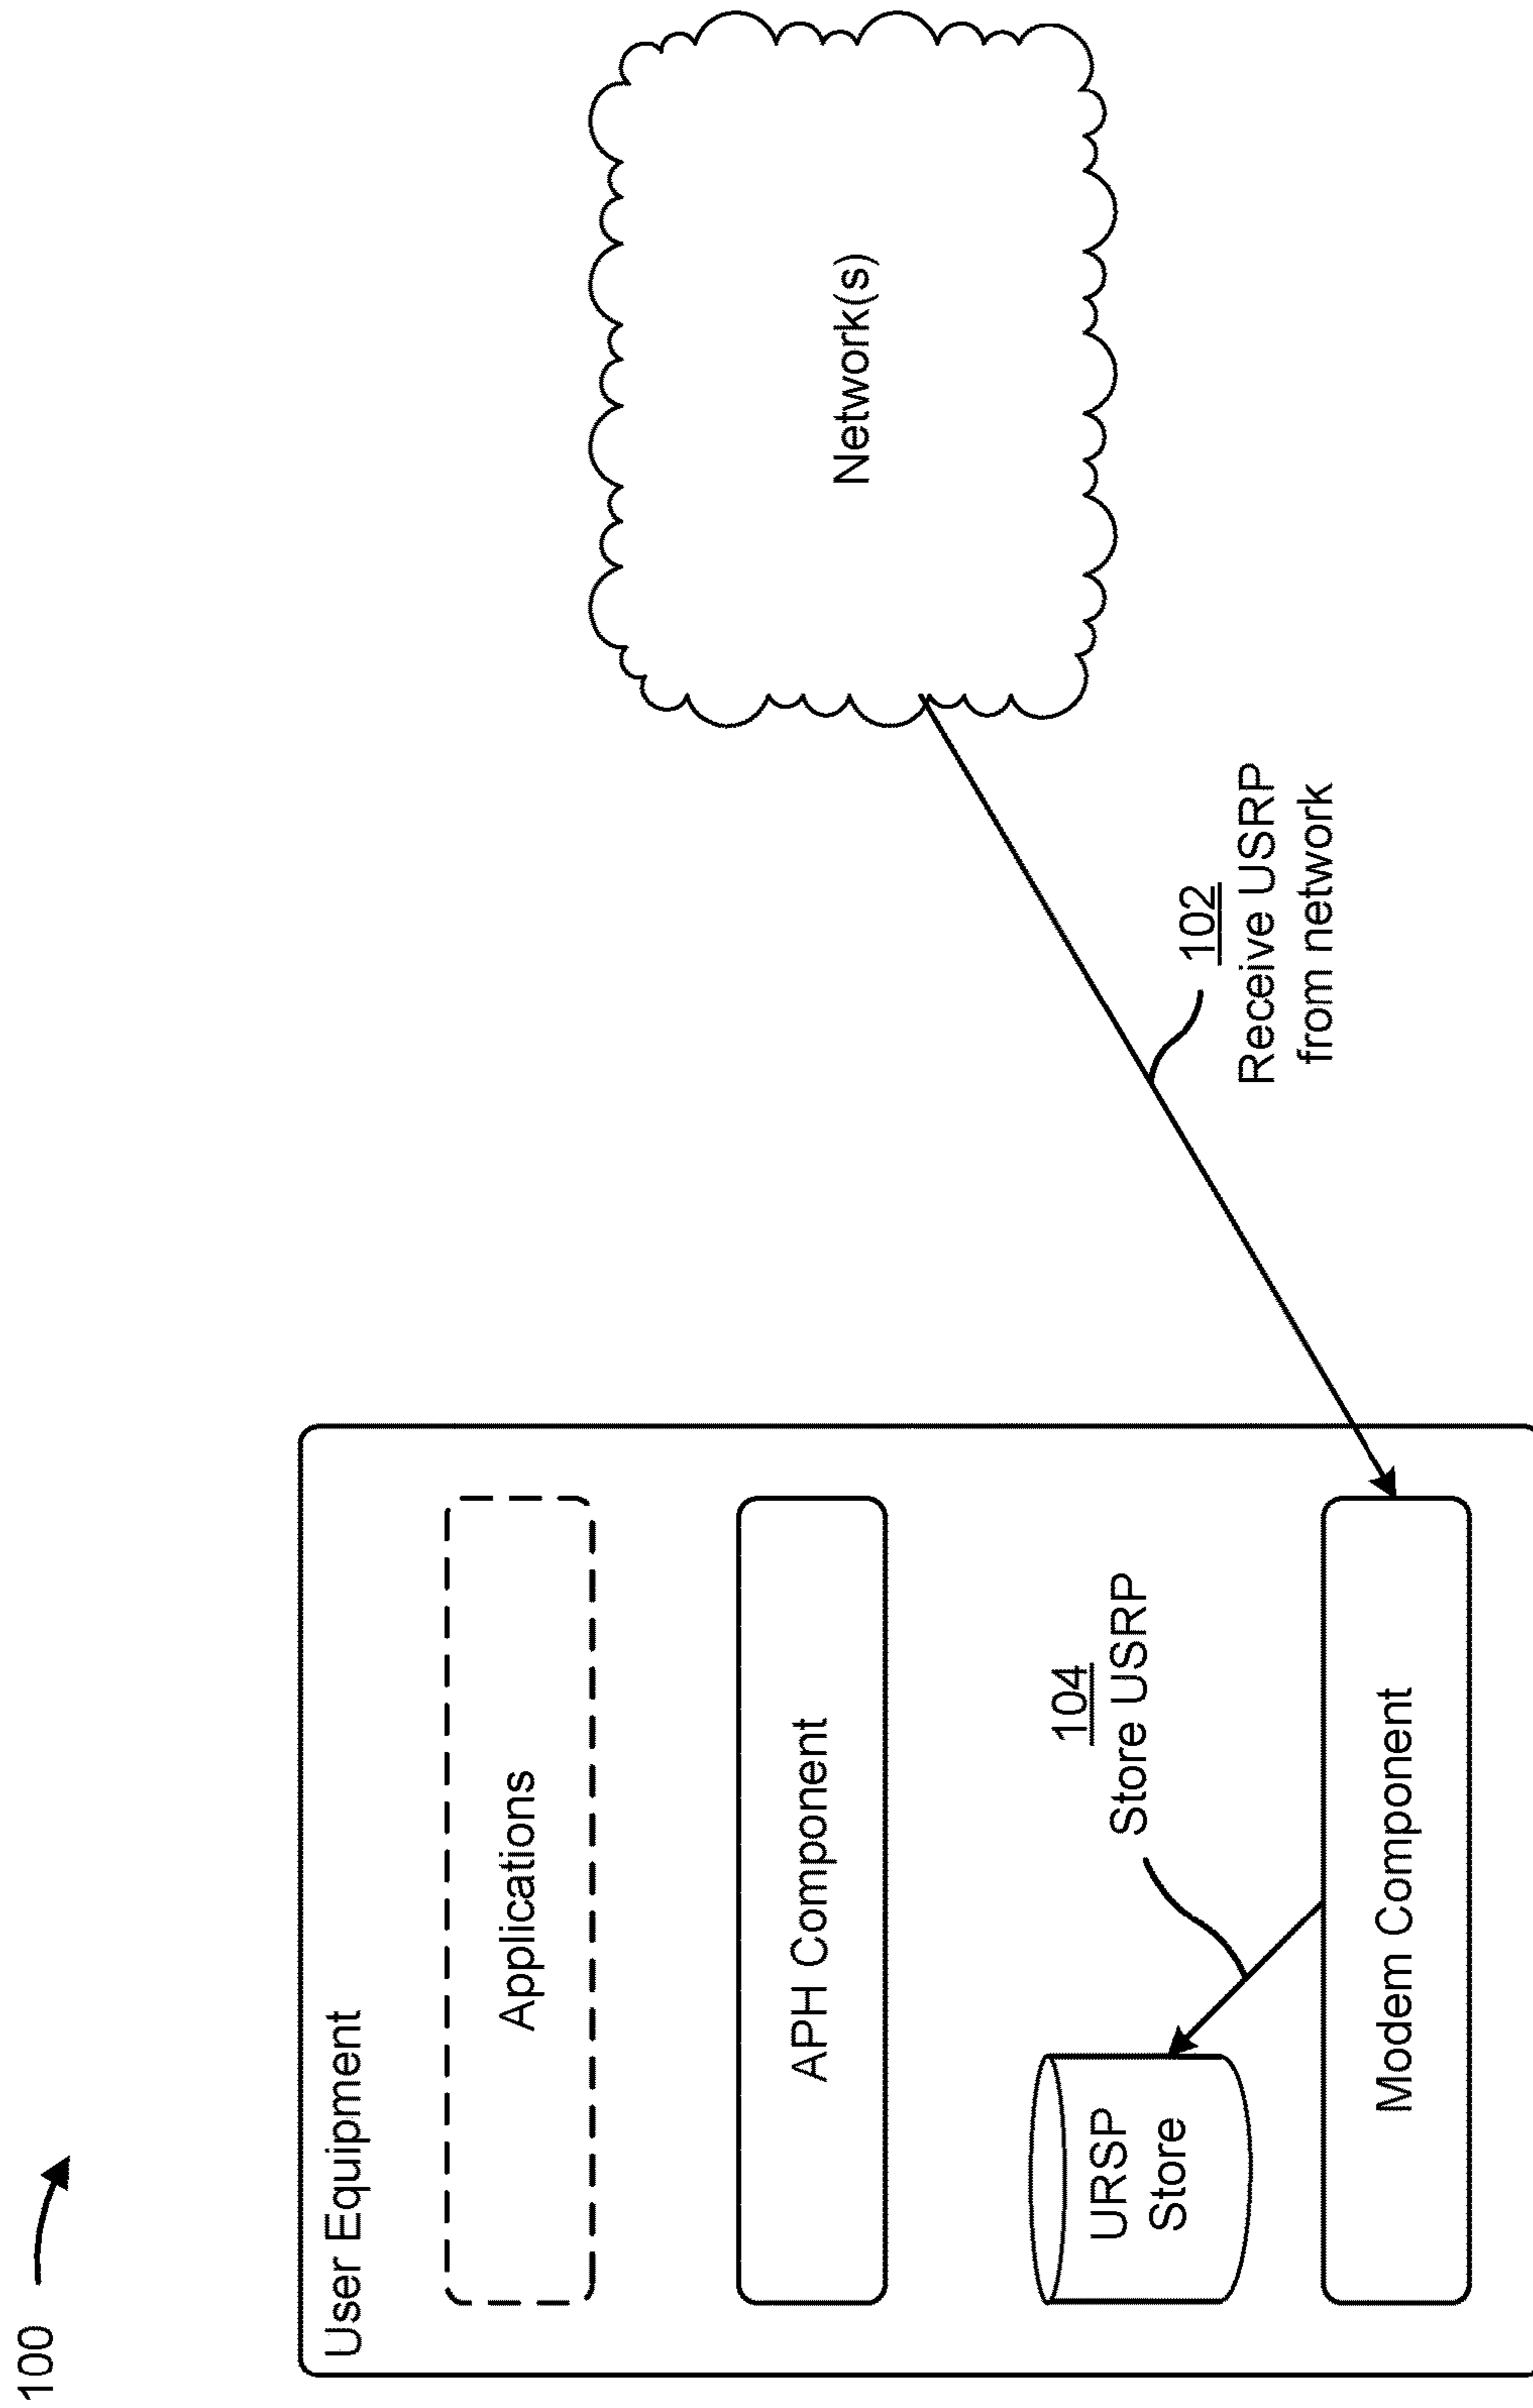 100
User Equipment
Applications
APH Component
104
Store USRP
URSP
Store
Modem Component
102
Receive USRP
from network
Network(s)